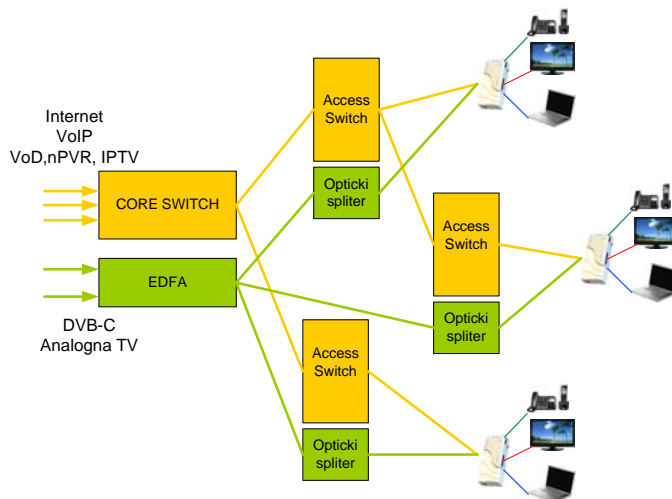 Internet
VoIP
VoD,nPVR, IPTV
CORE SWITCH
EDFA
DVB-C
Analogna TV
Access
Switch
Opticki
spliter
Access
Switch
Opticki
spliter
Access
Switch
Opticki
spliter